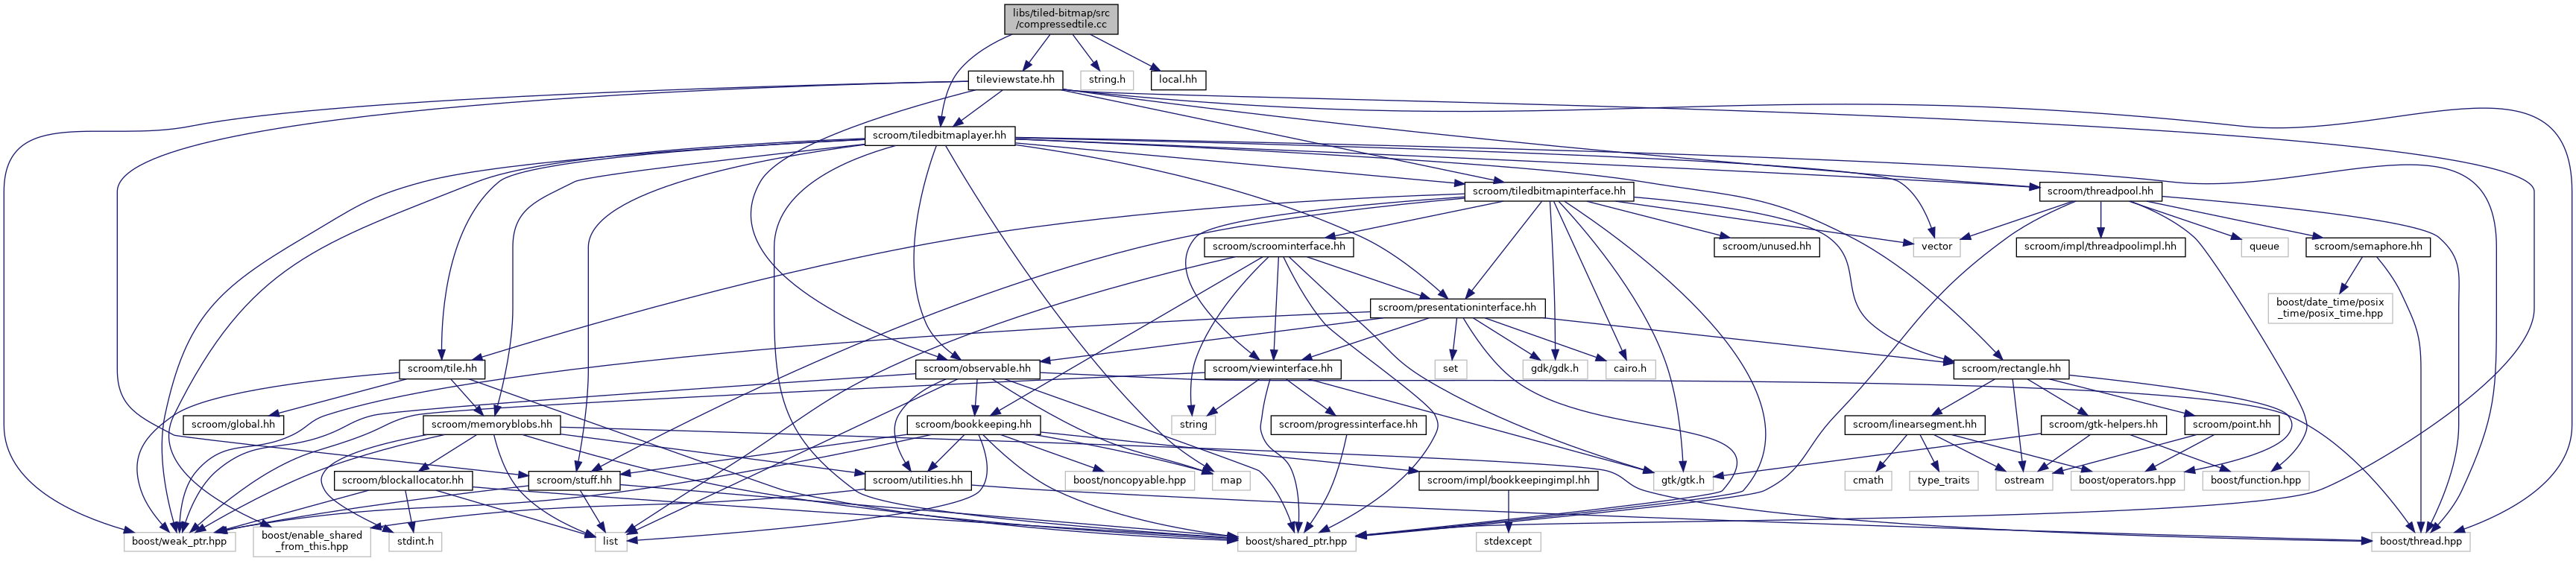 libs/tiled-bitmap/src
/compressedtile.cc
tileviewstate.hh
string.h
local.hh
scroom/tiledbitmaplayer.hh
scroom/tiledbitmapinterface.hh
scroom/threadpool.hh
scroom/scroominterface.hh
scroom/unused.hh
vector
scroom/impl/threadpoolimpl.hh
queue
scroom/semaphore.hh
scroom/presentationinterface.hh
boost/date_time/posix
_time/posix_time.hpp
scroom/tile.hh
scroom/observable.hh
scroom/viewinterface.hh
set
gdk/gdk.h
cairo.h
scroom/rectangle.hh
scroom/global.hh
scroom/memoryblobs.hh
scroom/bookkeeping.hh
string
scroom/progressinterface.hh
scroom/linearsegment.hh
scroom/gtk-helpers.hh
scroom/point.hh
scroom/blockallocator.hh
scroom/stuff.hh
scroom/utilities.hh
boost/noncopyable.hpp
map
scroom/impl/bookkeepingimpl.hh
gtk/gtk.h
cmath
type_traits
ostream
boost/operators.hpp
boost/function.hpp
boost/weak_ptr.hpp
boost/enable_shared
_from_this.hpp
stdint.h
list
boost/shared_ptr.hpp
stdexcept
boost/thread.hpp